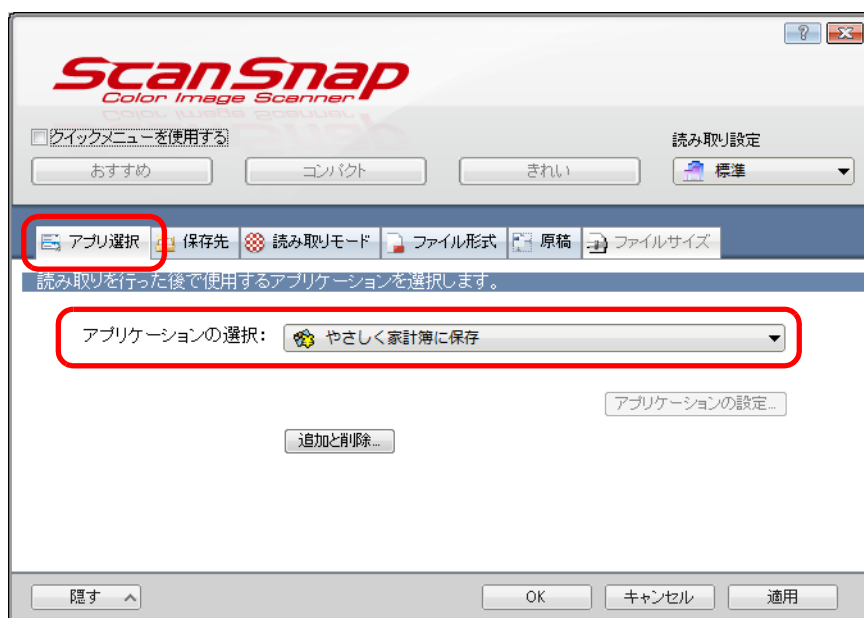 ScanSnap
Color Image Scanner
クイックメニューを使用する
読み取り設定
おすすめ
コンパクト
きれい
標準
アプリ選択
保存先
読み取りモード
ファイル形式
原稿
ファイルサイズ
読み取りを行った後で使用するアプリケーションを選択します。
アプリケーションの選択:
やさしく家計簿に保存
アプリケーションの設定...
追加と削除...
隠す
OK
キャンセル
適用